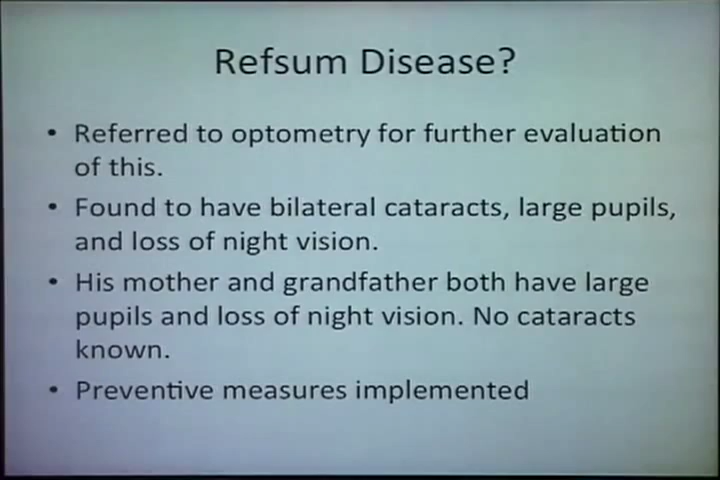 Refsum Disease?
• Referred to optometry for further evaluation
of this.
• Found to have bilateral cataracts, large pupils,
and loss of night vision.
• His mother and grandfather both have large
pupils and loss of night vision. No cataracts
known.
• Preventive measures implemented